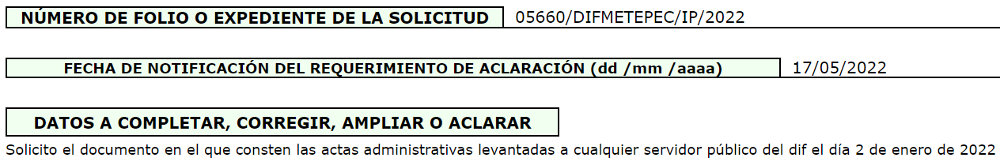 NÚMERO DE FOLIO O EXPEDIENTE DE LA SOLICITUD 05660/DIFMETEPEC/IP/2022
FECHA DE NOTIFICACIÓN DEL REQUERIMIENTO DE ACLARACIÓN (dd /mm /aaaa) 17/05/2022
DATOS A COMPLETAR, CORREGIR, AMPLIAR O ACLARAR
Solicito el documento en el que consten las actas administrativas levantadas a cualquier servidor público del dif el día 2 de enero de 2022